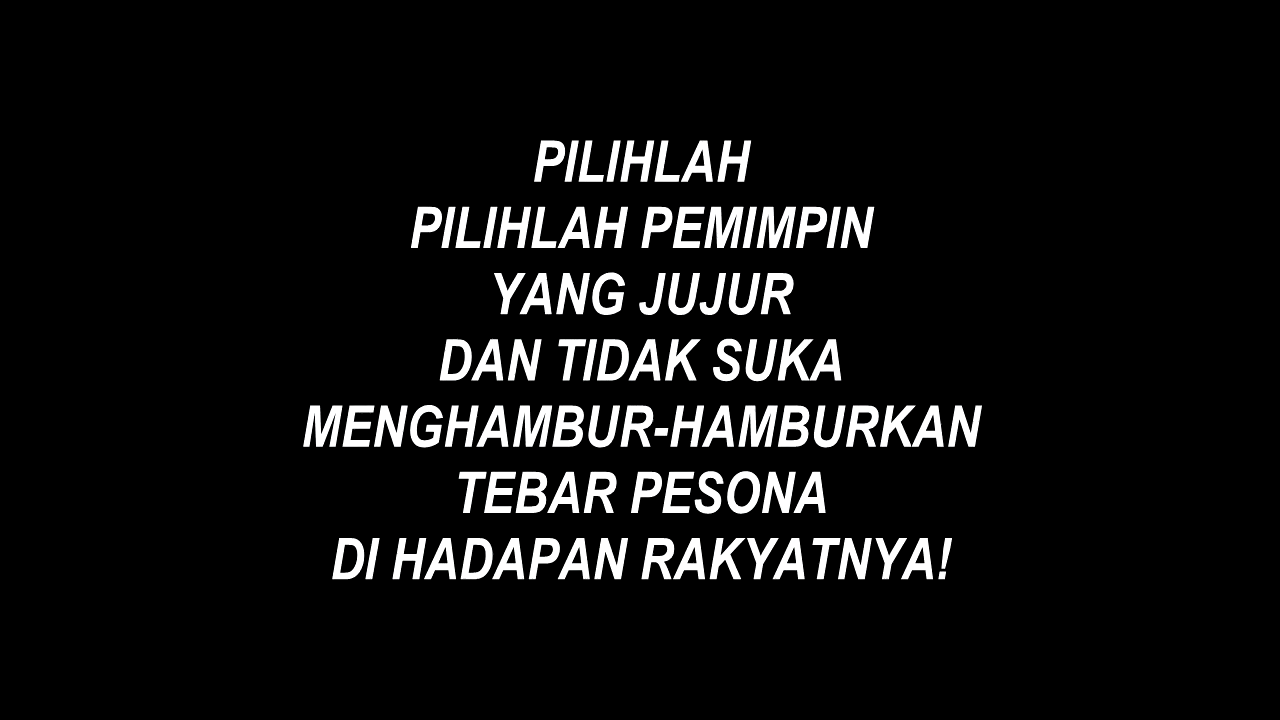 PILIHLAH
PILIHLAH PEMIMPIN
YANG JUJUR
DAN TIDAK SUKA
MENGHAMBUR-HAMBURKAN
TEBAR PESONA
DI HADAPAN RAKYATNYA!